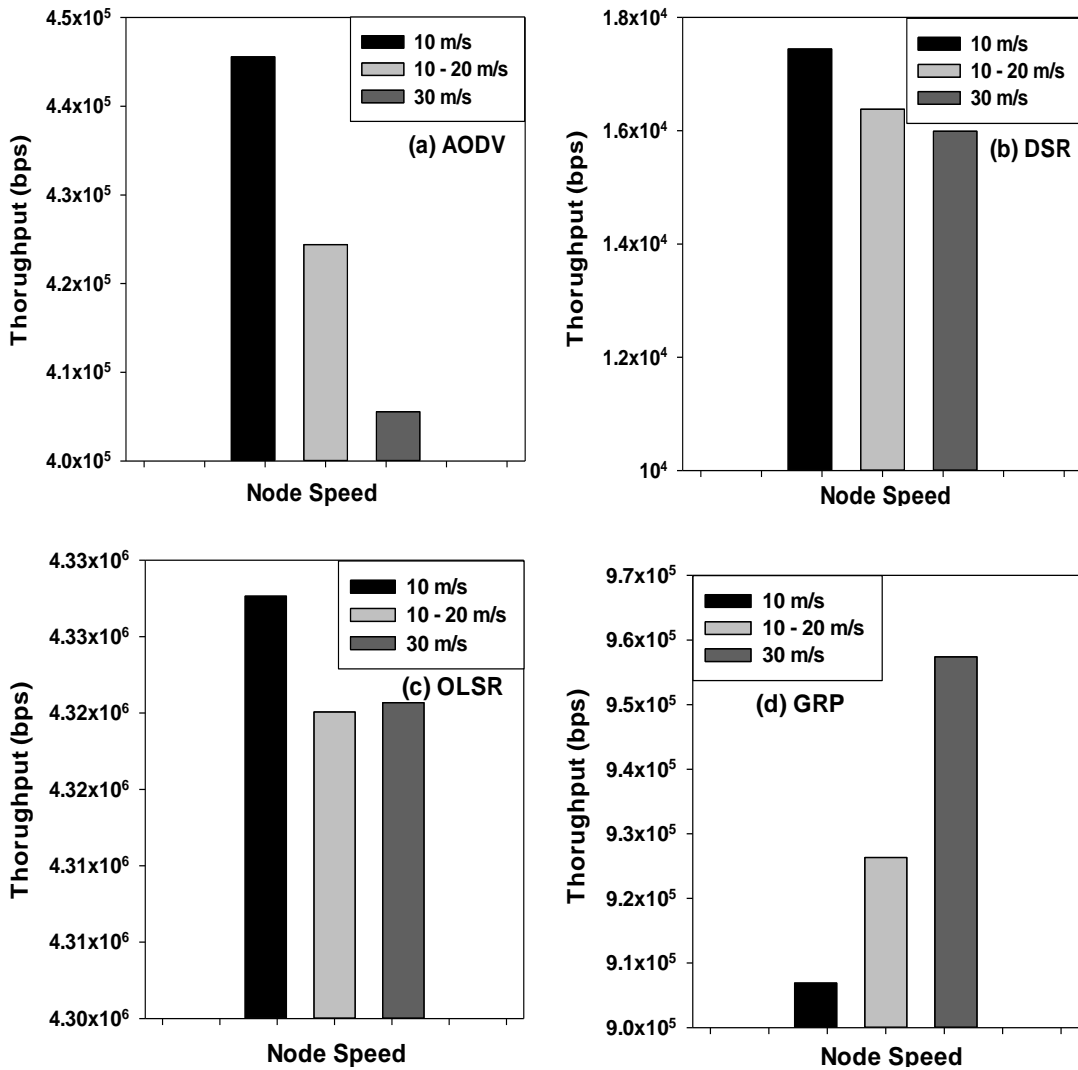 4.5x10⁵
4.4x10⁵
4.3x10⁵
4.2x10⁵
4.1x10⁵
4.0x10⁵
Thorughput (bps)
10 m/s
10 - 20 m/s
30 m/s
(a) AODV
Node Speed
1.8x10⁴
1.6x10⁴
1.4x10⁴
1.2x10⁴
10⁴
Thorughput (bps)
10 m/s
10 - 20 m/s
30 m/s
(b) DSR
Node Speed
4.33x10⁶
4.33x10⁶
4.32x10⁶
4.32x10⁶
4.31x10⁶
4.31x10⁶
4.30x10⁶
Thorughput (bps)
10 m/s
10 - 20 m/s
30 m/s
(c) OLSR
Node Speed
9.7x10⁵
9.6x10⁵
9.5x10⁵
9.4x10⁵
9.3x10⁵
9.2x10⁵
9.1x10⁵
9.0x10⁵
Thorughput (bps)
10 m/s
10 - 20 m/s
30 m/s
(d) GRP
Node Speed